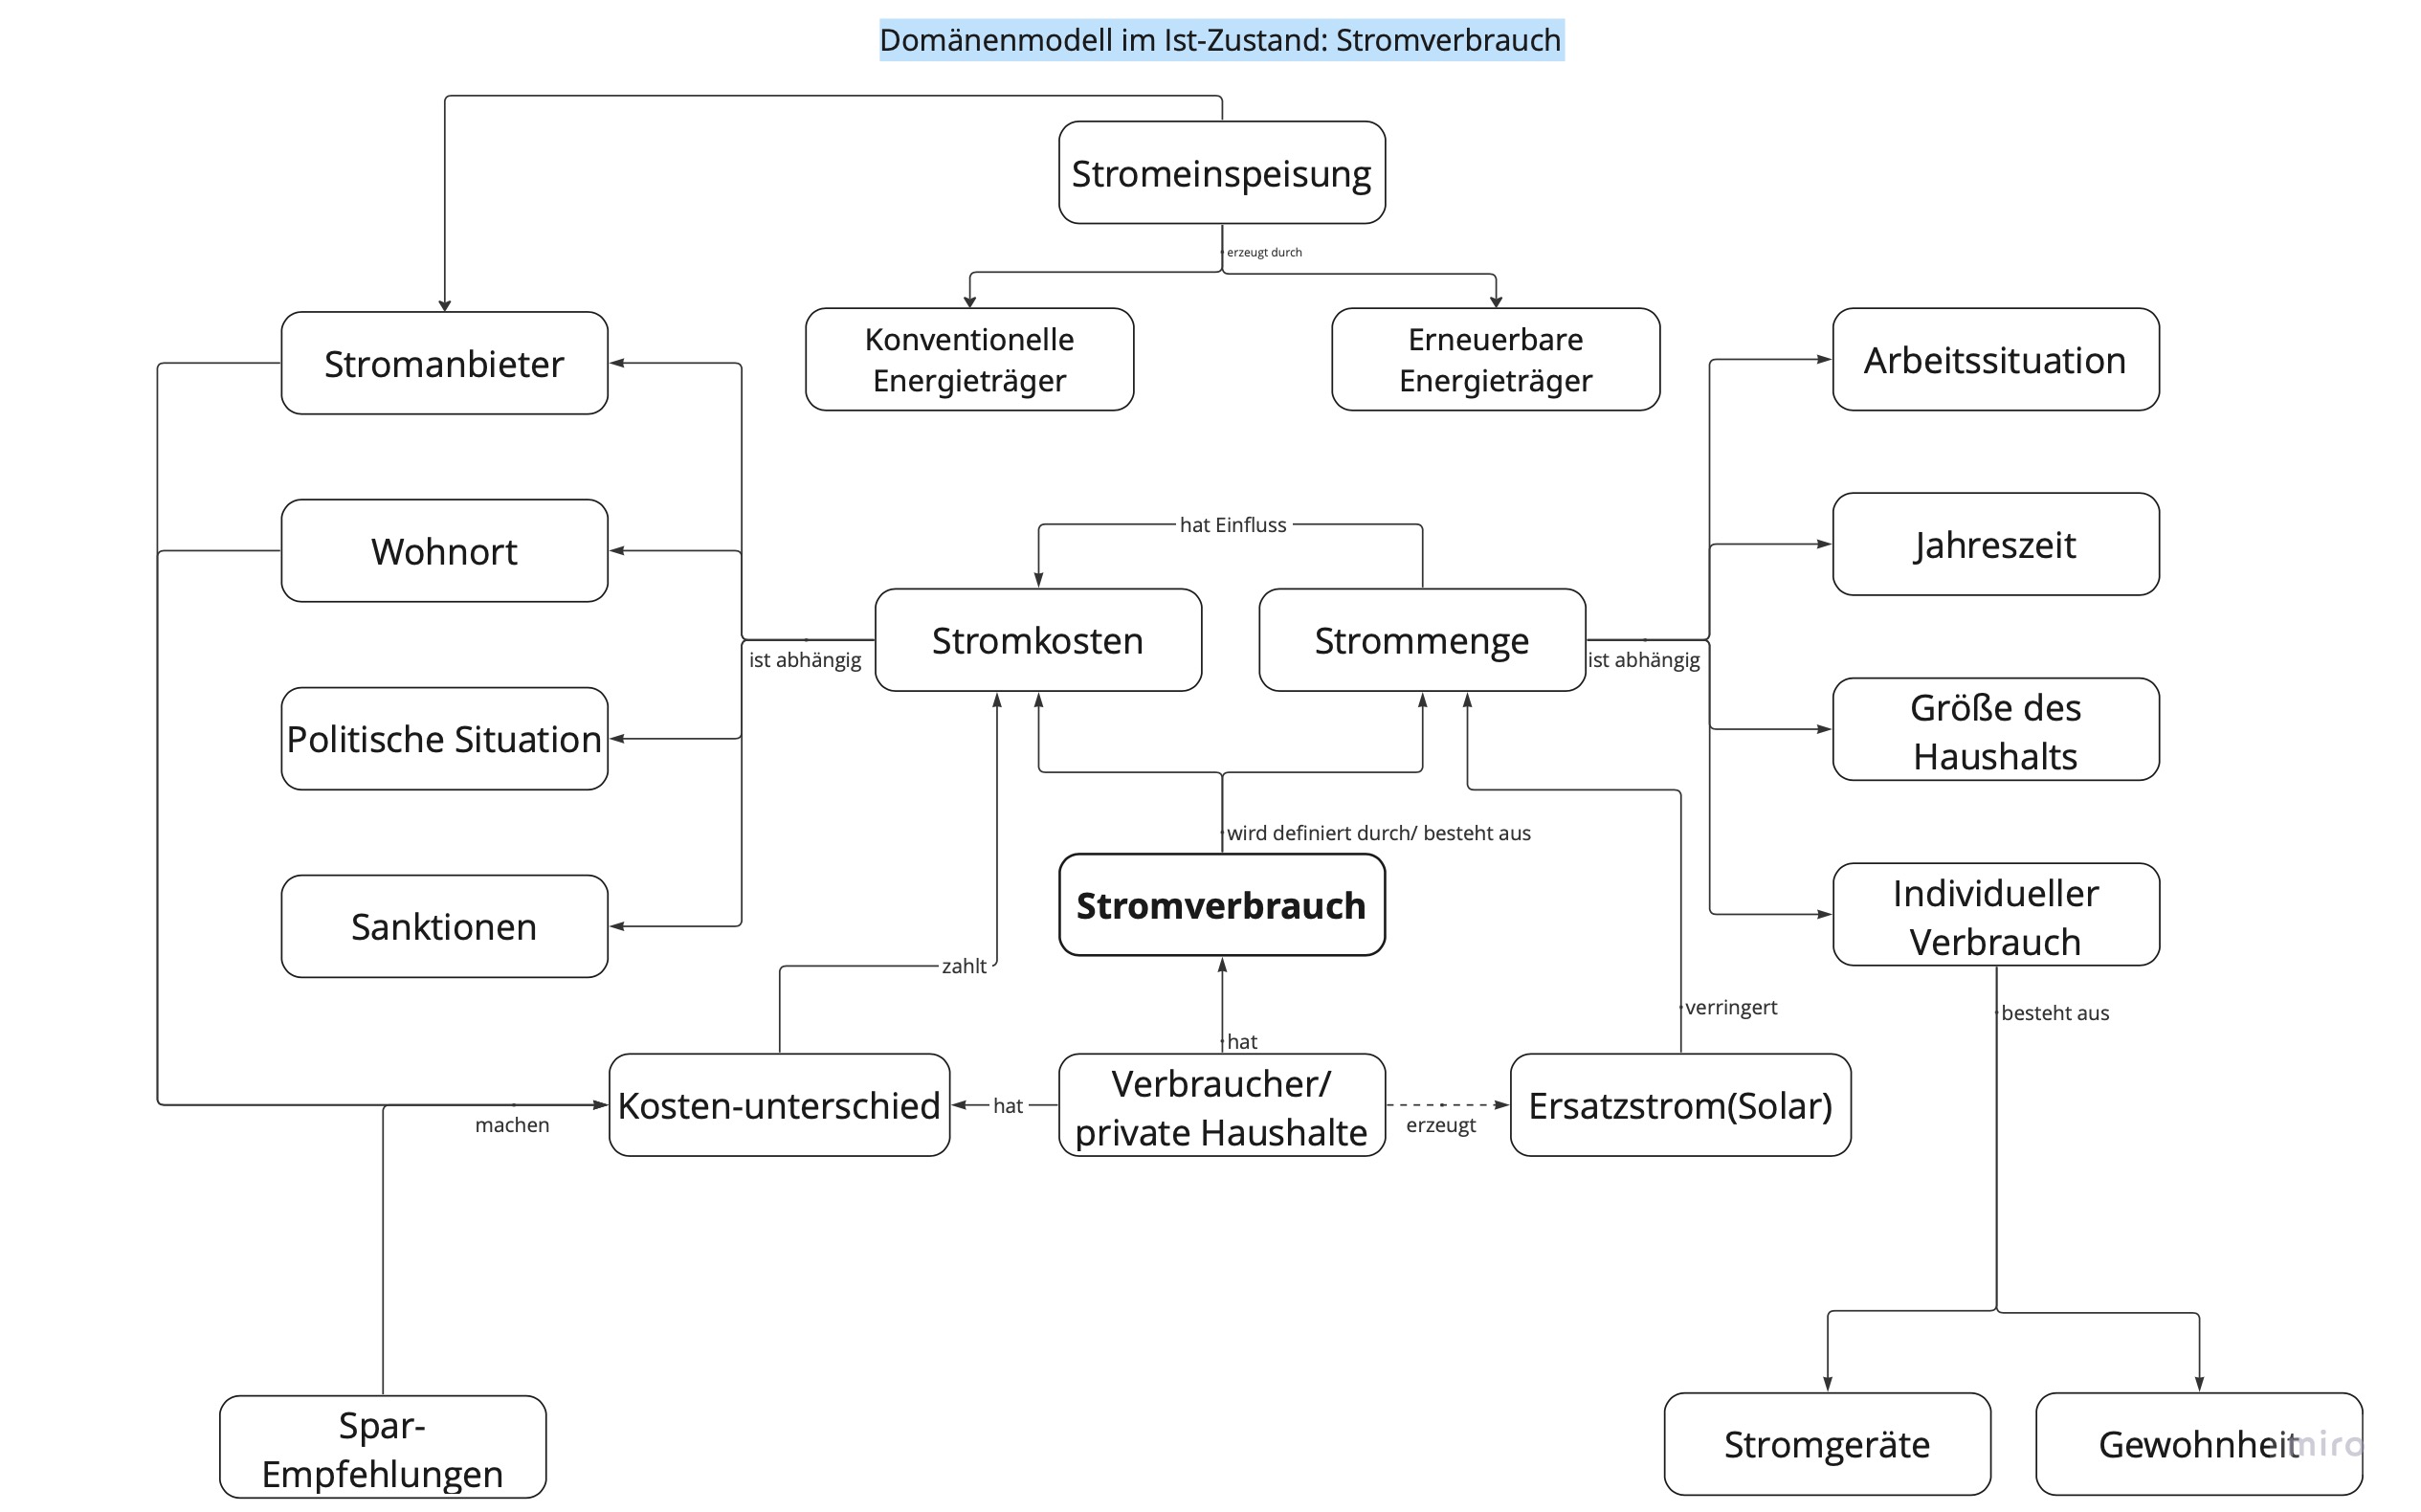 Domänenmodell im Ist-Zustand: Stromverbrauch
Stromeinspeisung
erzeugt durch
Stromanbieter
Konventionelle
Energieträger
Erneuerbare
Energieträger
Arbeitssituation
Wohnort
hat Einfluss
Jahreszeit
Stromkosten
Strommenge
ist abhängig
ist abhängig
Politische Situation
Größe des
Haushalts
wird definiert durch/ besteht aus
Sanktionen
Stromverbrauch
Individueller
Verbrauch
zahlt
verringert
besteht aus
hat
Kosten-unterschied
hat
Verbraucher/
private Haushalte
Ersatzstrom(Solar)
machen
erzeugt
Spar-
Empfehlungen
Stromgeräte
Gewohnheit
miro